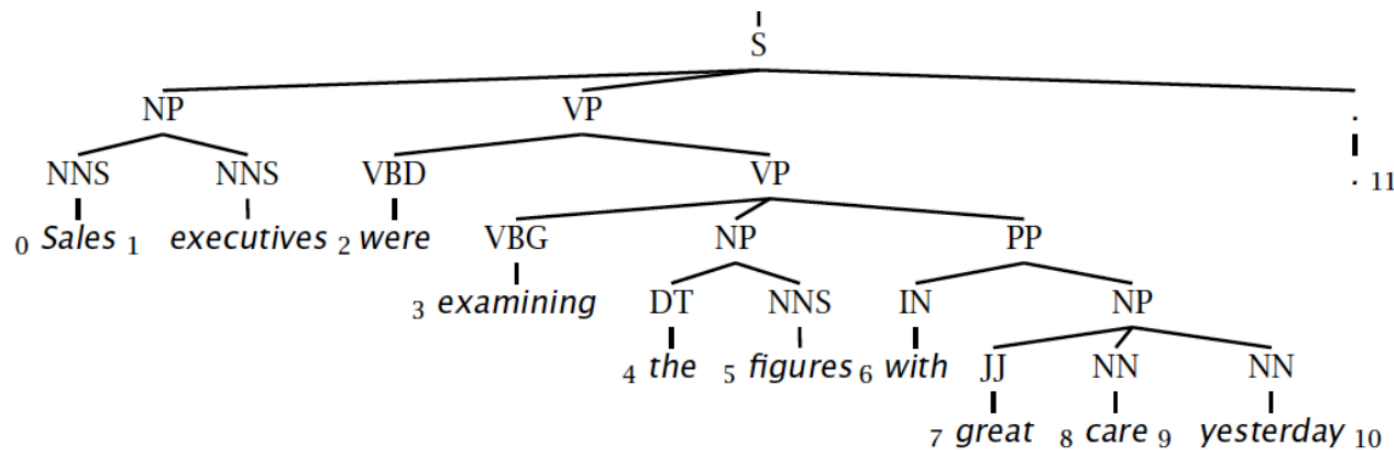 S
NP VP .
NNS NNS VBD VP . 11
0 Sales 1 executives 2 were VBG NP PP
3 examining DT NNS IN NP
4 the 5 figures 6 with JJ NN NN
7 great 8 care 9 yesterday 10